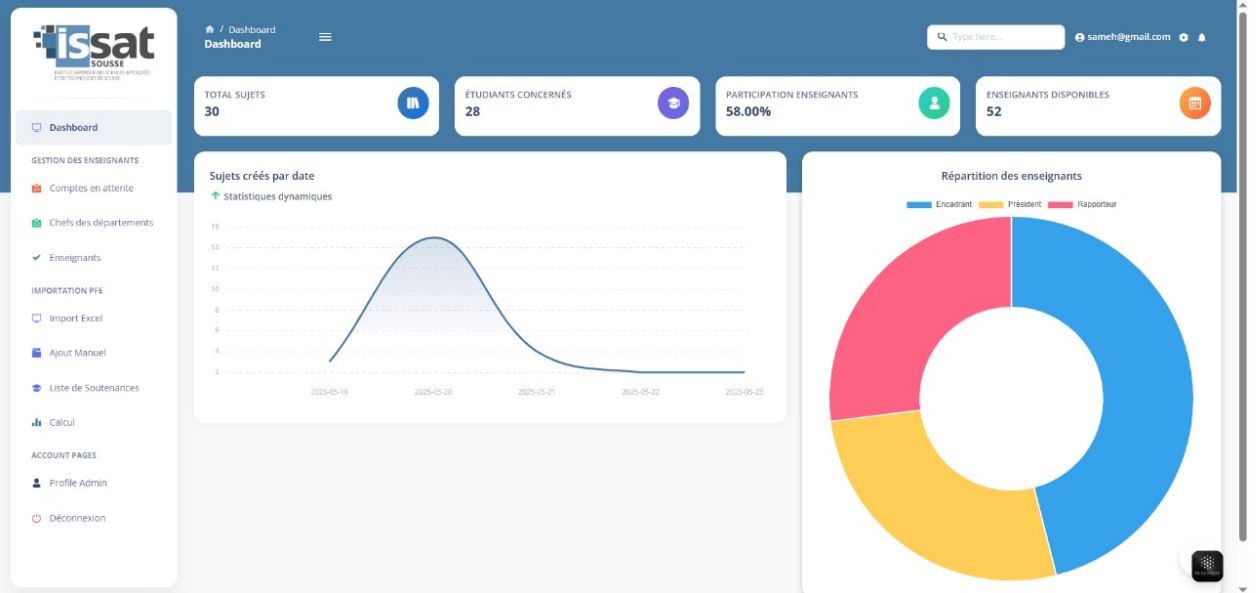 issat
SOUSSE
INSTITUT SUPERIEUR DES SCIENCES APPLIQUÉES
ET DE TECHNOLOGIE DE SOUSSE
/ Dashboard
Dashboard
Type here...
sameh@gmail.com
TOTAL SUJETS
30
ÉTUDIANTS CONCERNÉS
28
PARTICIPATION ENSEIGNANTS
58.00%
ENSEIGNANTS DISPONIBLES
52
Dashboard
GESTION DES ENSEIGNANTS
Comptes en attente
Chefs des départements
Enseignants
IMPORTATION PFE
Import Excel
Ajout Manuel
Liste de Soutenances
Calcul
ACCOUNT PAGES
Profile Admin
Déconnexion
Sujets créés par date
Statistiques dynamiques
16
14
12
10
8
6
4
2
2025-05-19
2025-05-20
2025-05-21
2025-05-22
2025-05-23
Répartition des enseignants
Encadrant
Président
Rapporteur